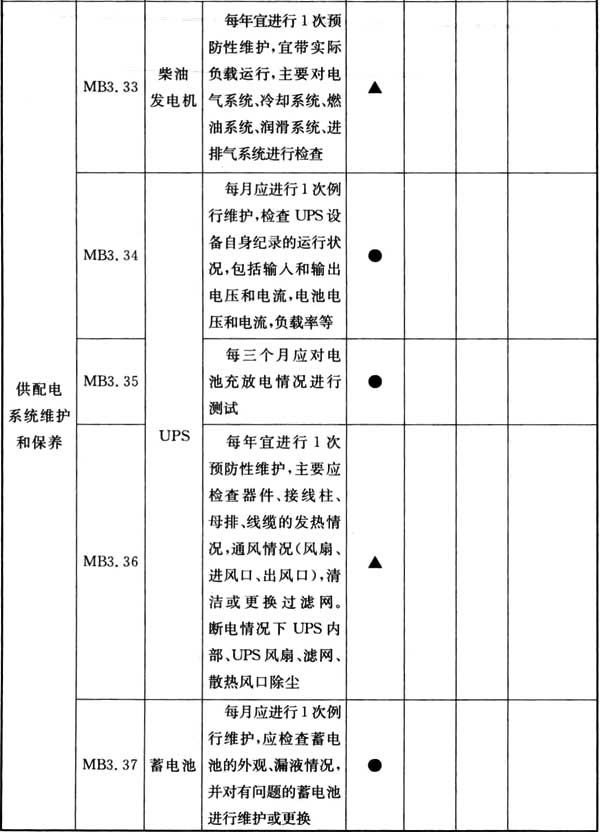 供配电
系统维护
和保养
MB3.33
柴油
发电机
每年宜进行1次预
防性维护,宜带实际
负载运行,主要对电
气系统、冷却系统、燃
油系统、润滑系统、进
排气系统进行检查
▲
MB3.34
UPS
每月应进行1次例
行维护,检查UPS设
备自身纪录的运行状
况,包括输入和输出
电压和电流,电池电
压和电流,负载率等
●
MB3.35
每三个月应对电
池充放电情况进行
测试
●
MB3.36
每年宜进行1次
预防性维护,主要应
检查器件、接线柱、
母排、线缆的发热情
况,通风情况(风扇、
进风口、出风口),清
洁或更换过滤网。
断电情况下UPS内
部、UPS风扇、滤网、
散热风口除尘
▲
MB3.37
蓄电池
每月应进行1次例
行维护,应检查蓄电
池的外观、漏液情况,
并对有问题的蓄电池
进行维护或更换
●